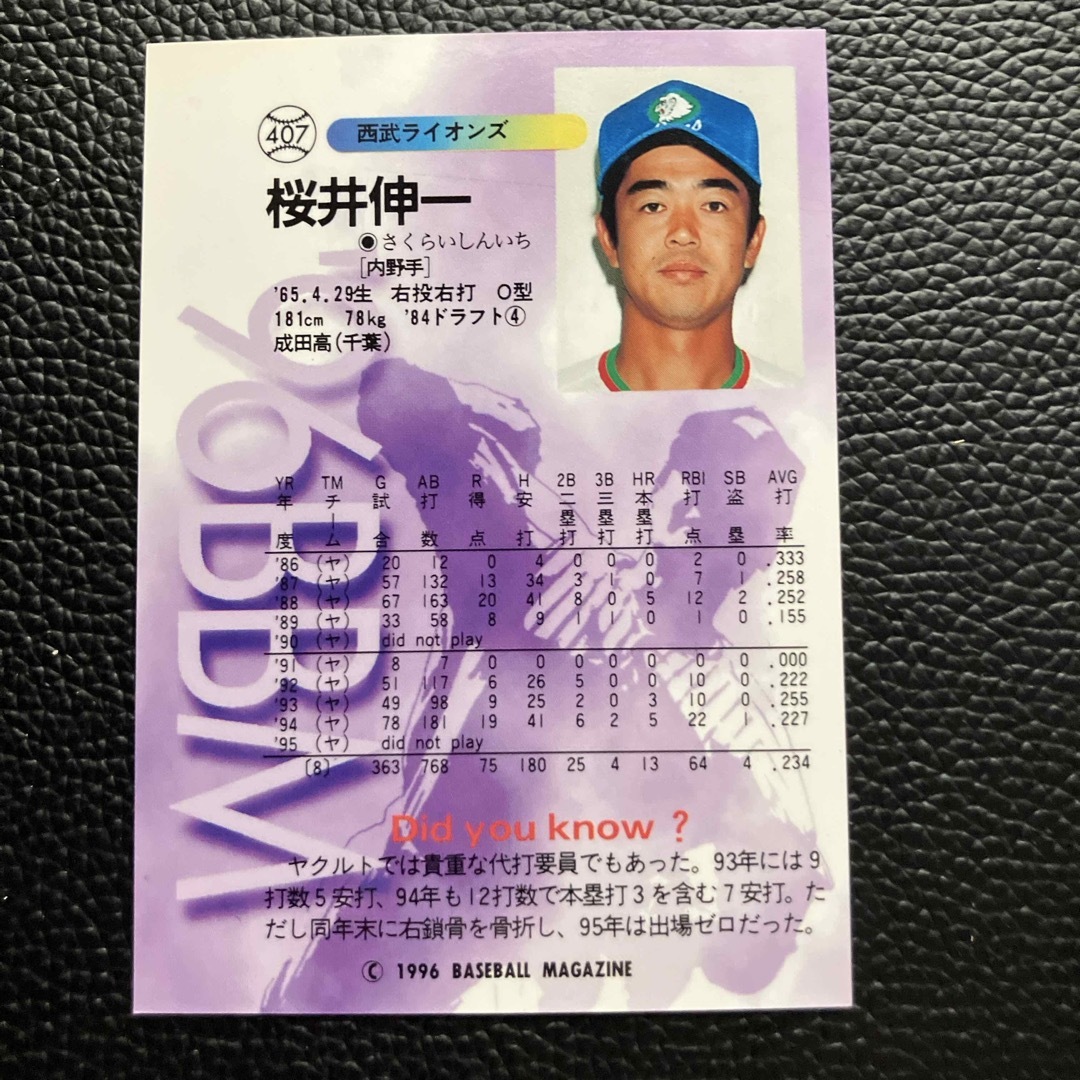 407 西武ライオンズ
桜井伸一
●さくらいしんいち
[内野手]
'65.4.29生 右投右打 O型
181cm 78kg '84ドラフト④
成田高(千葉)
'96BBM
YR TM G AB R H 2B 3B HR RBI SB AVG
年度 チーム 試合 打数 得点 安打 二塁打 三塁打 本塁打 打点 盗塁 打率
'86 (ヤ) 20 12 0 4 0 0 0 2 0 .333
'87 (ヤ) 57 132 13 34 3 1 0 7 1 .258
'88 (ヤ) 67 163 20 41 8 0 5 12 2 .252
'89 (ヤ) 33 58 8 9 1 1 0 1 0 .155
'90 (ヤ) did not play
'91 (ヤ) 8 7 0 0 0 0 0 0 0 .000
'92 (ヤ) 51 117 6 26 5 0 0 10 0 .222
'93 (ヤ) 49 98 9 25 2 0 3 10 0 .255
'94 (ヤ) 78 181 19 41 6 2 5 22 1 .227
'95 (ヤ) did not play
(8) 363 768 75 180 25 4 13 64 4 .234
Did you know ?
ヤクルトでは貴重な代打要員でもあった。93年には9
打数5安打、94年も12打数で本塁打3を含む7安打。た
だし同年末に右鎖骨を骨折し、95年は出場ゼロだった。
© 1996 BASEBALL MAGAZINE